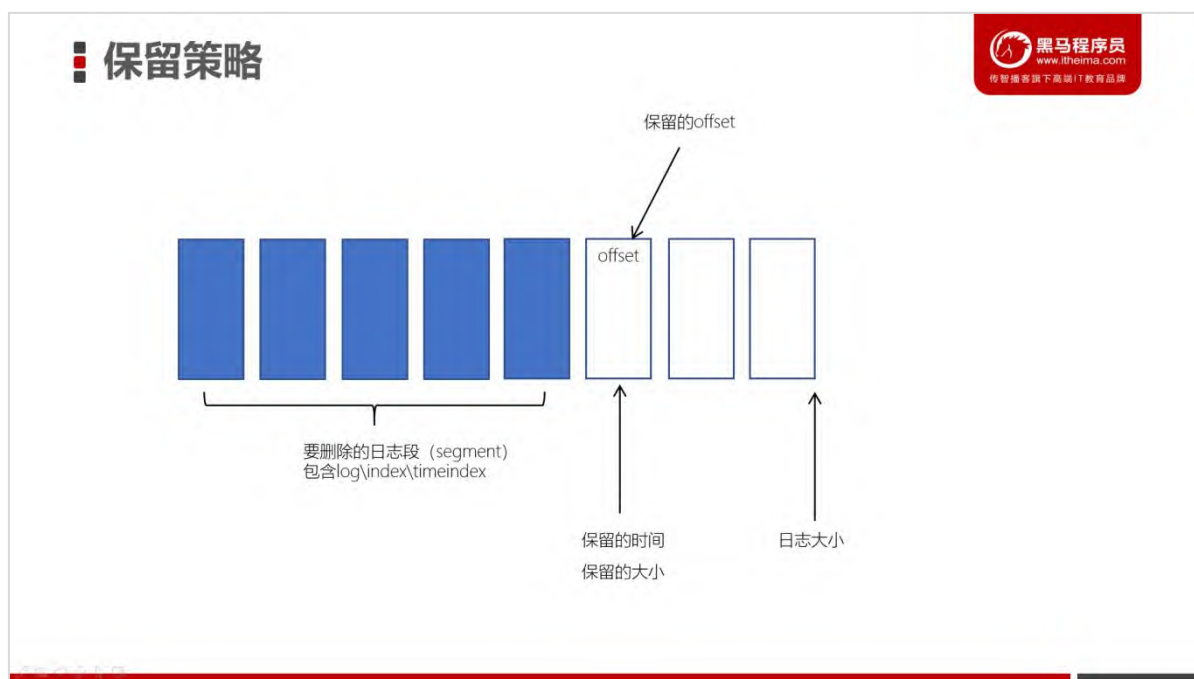 保留策略
黑马程序员
www.itheima.com
传智播客旗下高端IT教育品牌
保留的offset
offset
要删除的日志段（segment）
包含log\index\timeindex
保留的时间
保留的大小
日志大小